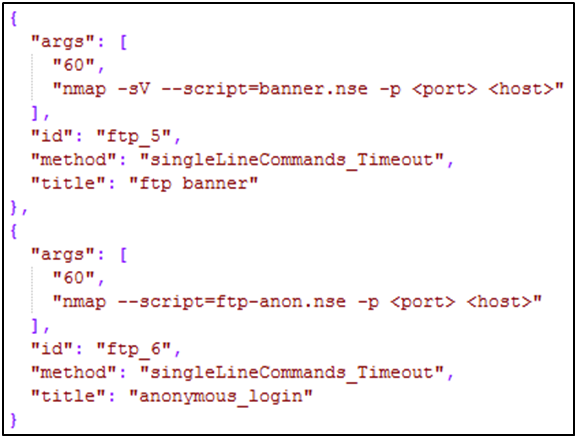 {
  "args": [
    "60",
    "nmap -sV --script=banner.nse -p <port> <host>"
  ],
  "id": "ftp_5",
  "method": "singleLineCommands_Timeout",
  "title": "ftp banner"
},
{
  "args": [
    "60",
    "nmap --script=ftp-anon.nse -p <port> <host>"
  ],
  "id": "ftp_6",
  "method": "singleLineCommands_Timeout",
  "title": "anonymous_login"
}